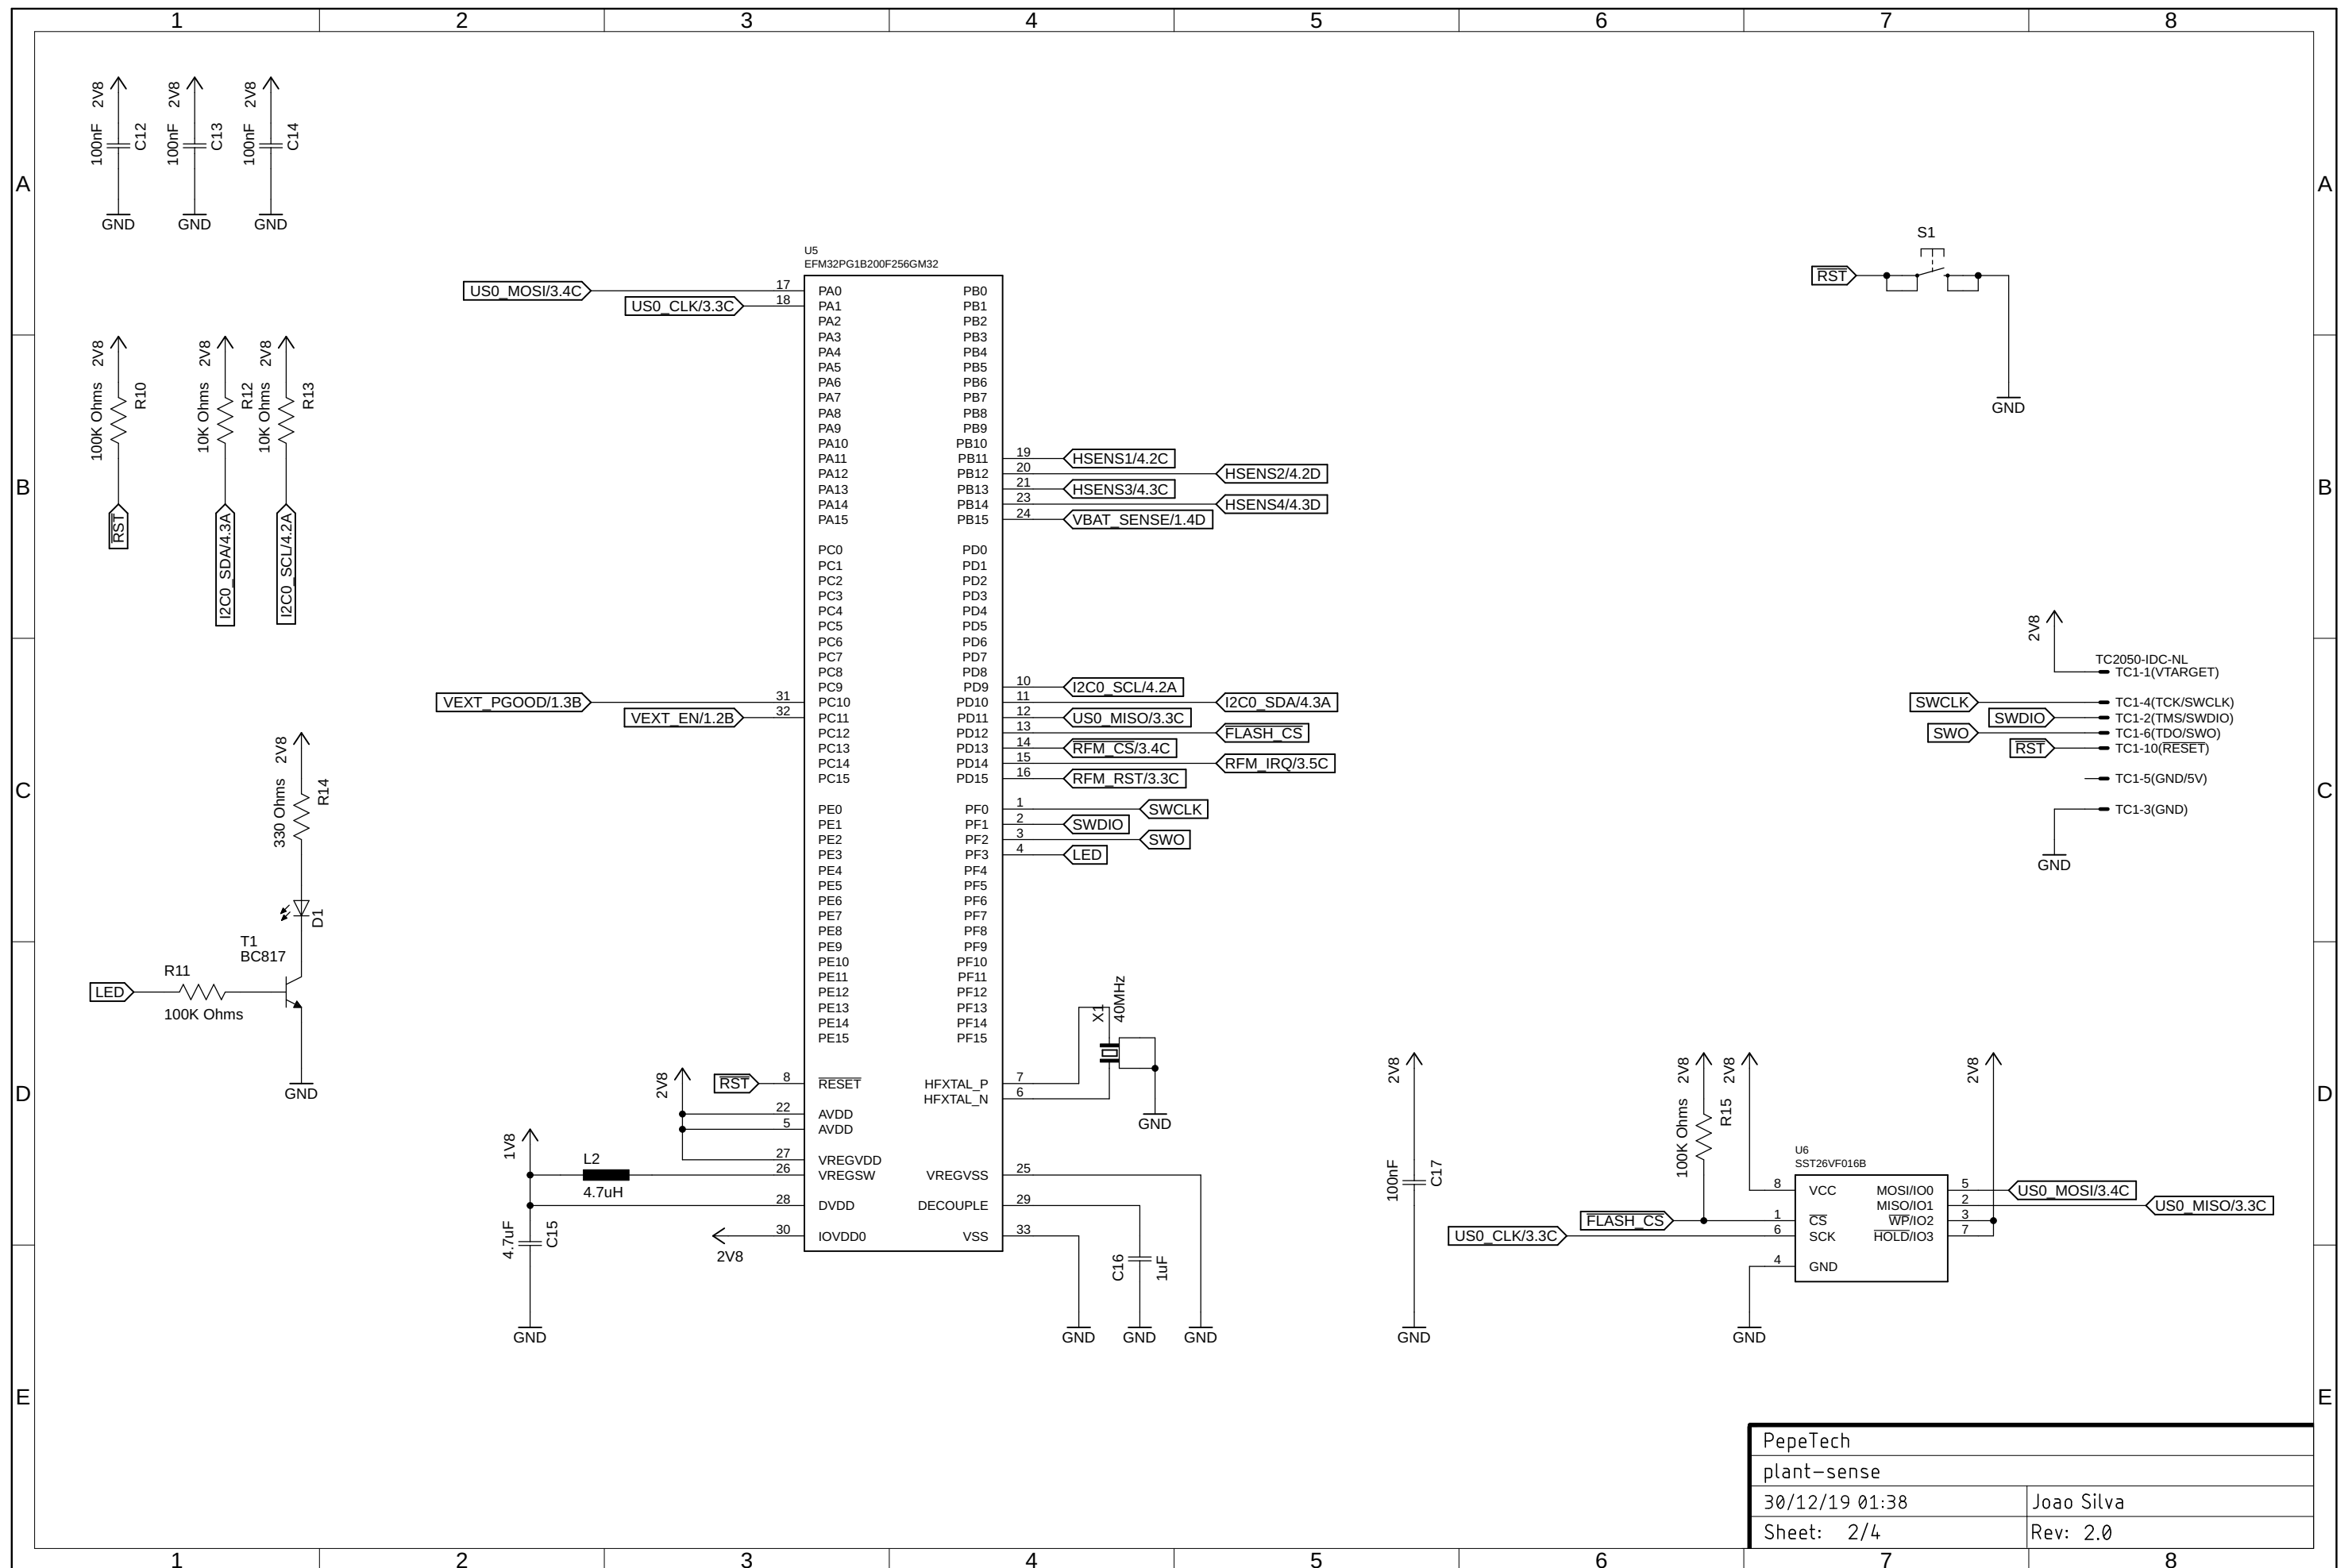 1 2 3 4 5 6 7 8
A A
B B
C C
D D
E E
2V8 2V8 2V8
100nF C12 100nF C13 100nF C14
GND GND GND
2V8 2V8 2V8
100K Ohms R10 10K Ohms R12 10K Ohms R13
RST I2C0_SDA/4.3A I2C0_SCL/4.2A
2V8
330 Ohms R14
D1
T1
BC817
R11
LED
100K Ohms
GND
U5
EFM32PG1B200F256GM32
US0_MOSI/3.4C 17 PA0 PB0
US0_CLK/3.3C 18 PA1 PB1
PA2 PB2
PA3 PB3
PA4 PB4
PA5 PB5
PA6 PB6
PA7 PB7
PA8 PB8
PA9 PB9
PA10 PB10
PA11 PB11 19 HSENS1/4.2C
PA12 PB12 20 HSENS2/4.2D
PA13 PB13 21 HSENS3/4.3C
PA14 PB14 23 HSENS4/4.3D
PA15 PB15 24 VBAT_SENSE/1.4D
PC0 PD0
PC1 PD1
PC2 PD2
PC3 PD3
PC4 PD4
PC5 PD5
PC6 PD6
PC7 PD7
PC8 PD8
PC9 PD9 10 I2C0_SCL/4.2A
VEXT_PGOOD/1.3B 31 PC10 PD10 11 I2C0_SDA/4.3A
VEXT_EN/1.2B 32 PC11 PD11 12 US0_MISO/3.3C
PC12 PD12 13 FLASH_CS
PC13 PD13 14 RFM_CS/3.4C
PC14 PD14 15 RFM_IRQ/3.5C
PC15 PD15 16 RFM_RST/3.3C
PE0 PF0 1 SWCLK
PE1 PF1 2 SWDIO
PE2 PF2 3 SWO
PE3 PF3 4 LED
PE4 PF4
PE5 PF5
PE6 PF6
PE7 PF7
PE8 PF8
PE9 PF9
PE10 PF10
PE11 PF11
PE12 PF12
PE13 PF13
PE14 PF14
PE15 PF15
X1
40MHz
GND
2V8
RST 8 RESET HFXTAL_P 7
HFXTAL_N 6
22 AVDD
5 AVDD
27 VREGVDD
1V8
L2
4.7uH
26 VREGSW VREGVSS 25
28 DVDD DECOUPLE 29
30 IOVDD0 VSS 33
2V8
4.7uF C15
C16 1uF
GND GND GND GND
S1
RST
GND
2V8
TC2050-IDC-NL
TC1-1(VTARGET)
SWCLK TC1-4(TCK/SWCLK)
SWDIO TC1-2(TMS/SWDIO)
SWO TC1-6(TDO/SWO)
RST TC1-10(RESET)
TC1-5(GND/5V)
TC1-3(GND)
GND
2V8
100nF C17
GND
2V8 2V8 2V8
100K Ohms R15
U6
SST26VF016B
8 VCC MOSI/IO0 5 US0_MOSI/3.4C
MISO/IO1 2 US0_MISO/3.3C
FLASH_CS 1 CS WP/IO2 3
US0_CLK/3.3C 6 SCK HOLD/IO3 7
4 GND
GND
PepeTech
plant-sense
30/12/19 01:38 Joao Silva
Sheet: 2/4 Rev: 2.0
1 2 3 4 5 6 7 8